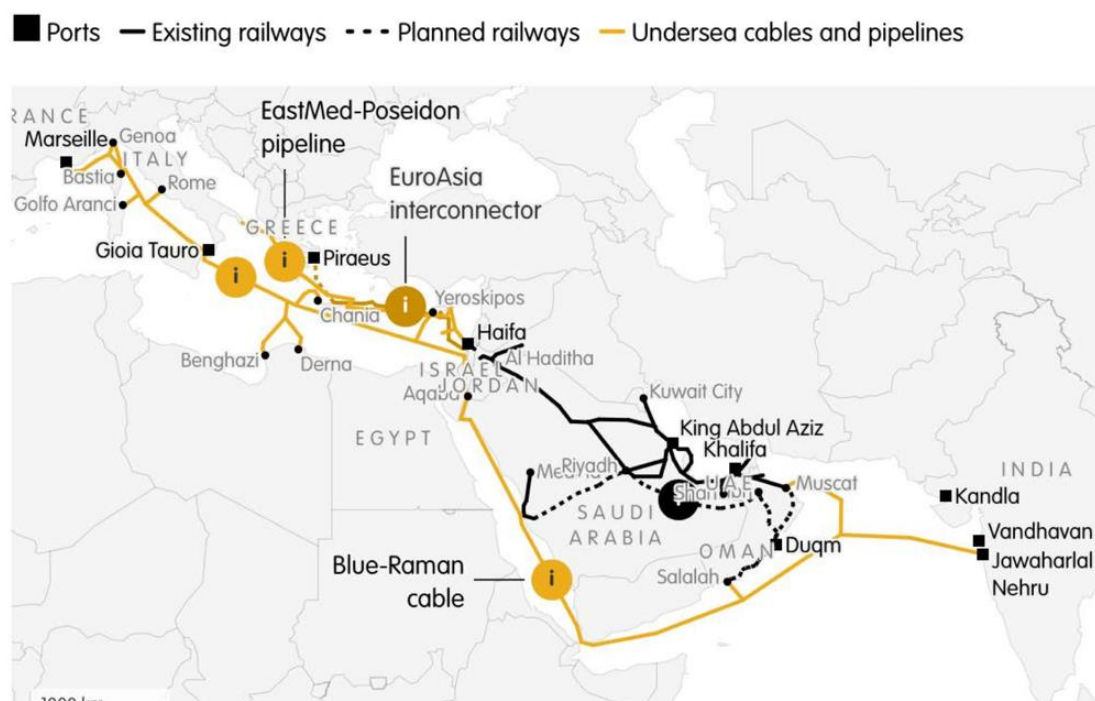 Ports
Existing railways
Planned railways
Undersea cables and pipelines
RANCE
Marseille
Genoa
ITALY
Bastia
Rome
Golfo Aranci
EastMed-Poseidon
pipeline
EuroAsia
interconnector
GREECE
Gioia Tauro
i
i
Piraeus
i
Chania
Yeroskipos
Benghazi
Derna
Haifa
ISRAEL
Al Haditha
JORDAN
Aqaba
EGYPT
Kuwait City
King Abdul Aziz
Khalifa
Riyadh
UAE
Muscat
SAUDI
ARABIA
OMAN
Duqm
Salalah
INDIA
Kandla
Vandhavan
Jawaharlal
Nehru
Blue-Raman
cable
i